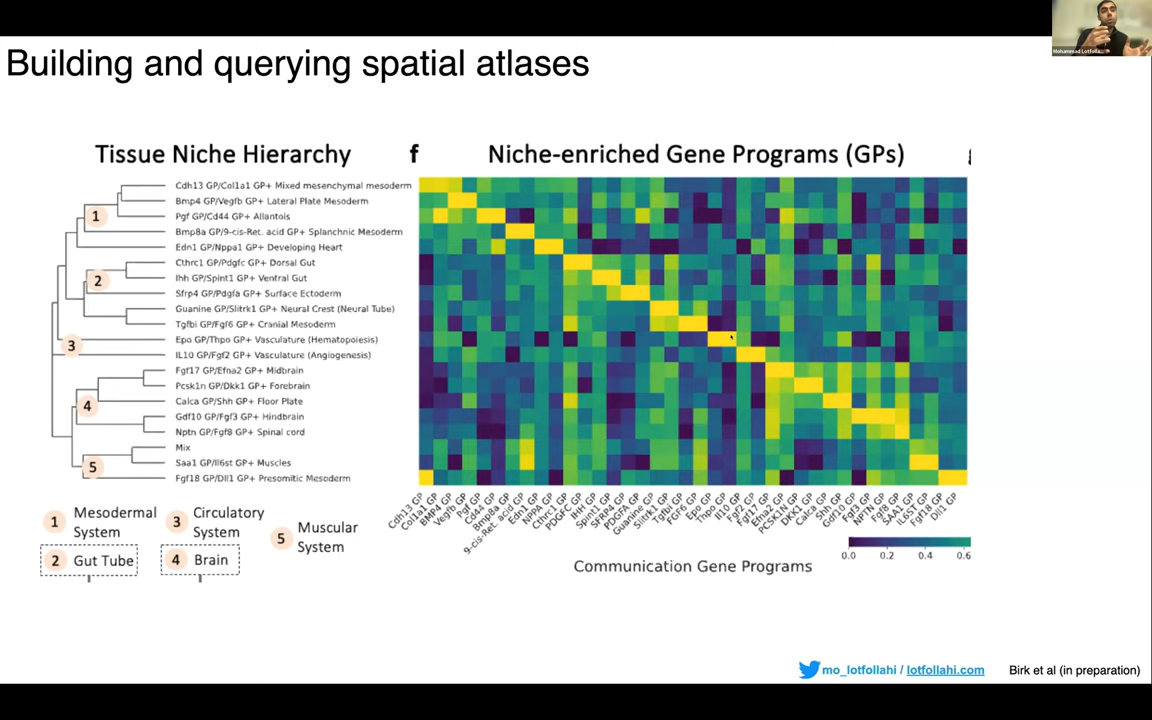 Mohammad Lotfolla...
Building and querying spatial atlases
Tissue Niche Hierarchy
f
Niche-enriched Gene Programs (GPs)
Cdh13 GP/Col1a1 GP+ Mixed mesenchymal mesoderm
Bmp4 GP/Vegfb GP+ Lateral Plate Mesoderm
Pgf GP/Cd44 GP+ Allantois
Bmp8a GP/9-cis-Ret. acid GP+ Splanchnic Mesoderm
Edn1 GP/Nppa1 GP+ Developing Heart
Cthrc1 GP/Pdgfc GP+ Dorsal Gut
Ihh GP/Spint1 GP+ Ventral Gut
Sfrp4 GP/Pdgfa GP+ Surface Ectoderm
Guanine GP/Slitrk1 GP+ Neural Crest (Neural Tube)
Tgfbi GP/Fgf6 GP+ Cranial Mesoderm
Epo GP/Thpo GP+ Vasculature (Hematopoiesis)
IL10 GP/Fgf2 GP+ Vasculature (Angiogenesis)
Fgf17 GP/Efna2 GP+ Midbrain
Pcsk1n GP/Dkk1 GP+ Forebrain
Calca GP/Shh GP+ Floor Plate
Gdf10 GP/Fgf3 GP+ Hindbrain
Nptn GP/Fgf8 GP+ Spinal cord
Mix
Saa1 GP/Il6st GP+ Muscles
Fgf18 GP/Dll1 GP+ Presomitic Mesoderm
1
2
3
4
5
Cdh13 GP
Col1a1 GP
BMP4 GP
Vegfb GP
Pgf GP
Cd44 GP
Bmp8a GP
9-cis-Ret. acid GP
Edn1 GP
NPPA GP
Cthrc1 GP
PDGFC GP
IHH GP
Spint1 GP
SFRP4 GP
PDGFA GP
Guanine GP
Slitrk1 GP
Tgfbi GP
FGF6 GP
Epo GP
Thpo GP
Il10 GP
Fgf2 GP
Fgf17 GP
Efna2 GP
PCSK1N GP
DKK1 GP
Calca GP
Shh GP
Gdf10 GP
Fgf3 GP
NPTN GP
Fgf8 GP
SAA1 GP
IL6ST GP
Fgf18 GP
Dll1 GP
0.0 0.2 0.4 0.6
Communication Gene Programs
1 Mesodermal System
2 Gut Tube
3 Circulatory System
4 Brain
5 Muscular System
mo_lotfollahi / lotfollahi.com
Birk et al (in preparation)